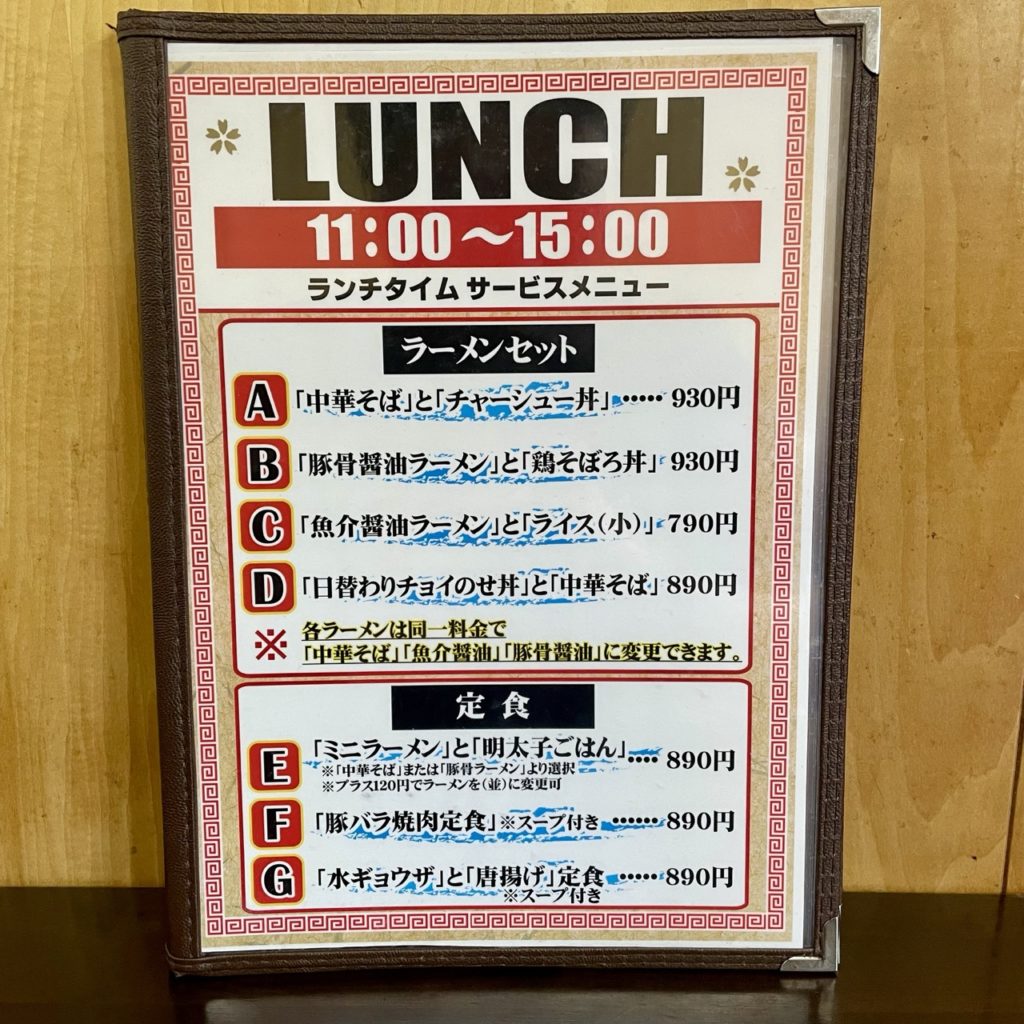 LUNCH
11:00〜15:00
ランチタイム サービスメニュー
ラーメンセット
A 「中華そば」と「チャーシュー丼」‥‥‥ 930円
B 「豚骨醤油ラーメン」と「鶏そぼろ丼」 930円
C 「魚介醤油ラーメン」と「ライス(小)」 790円
D 「日替わりチョイのせ丼」と「中華そば」 890円
※ 各ラーメンは同一料金で
「中華そば」「魚介醤油」「豚骨醤油」に変更できます。
定食
E 「ミニラーメン」と「明太子ごはん」‥‥ 890円
※「中華そば」または「豚骨ラーメン」より選択
※プラス120円でラーメンを(並)に変更可
F 「豚バラ焼肉定食」※スープ付き ‥‥‥ 890円
G 「水ギョウザ」と「唐揚げ」定食 ‥‥‥ 890円
※スープ付き